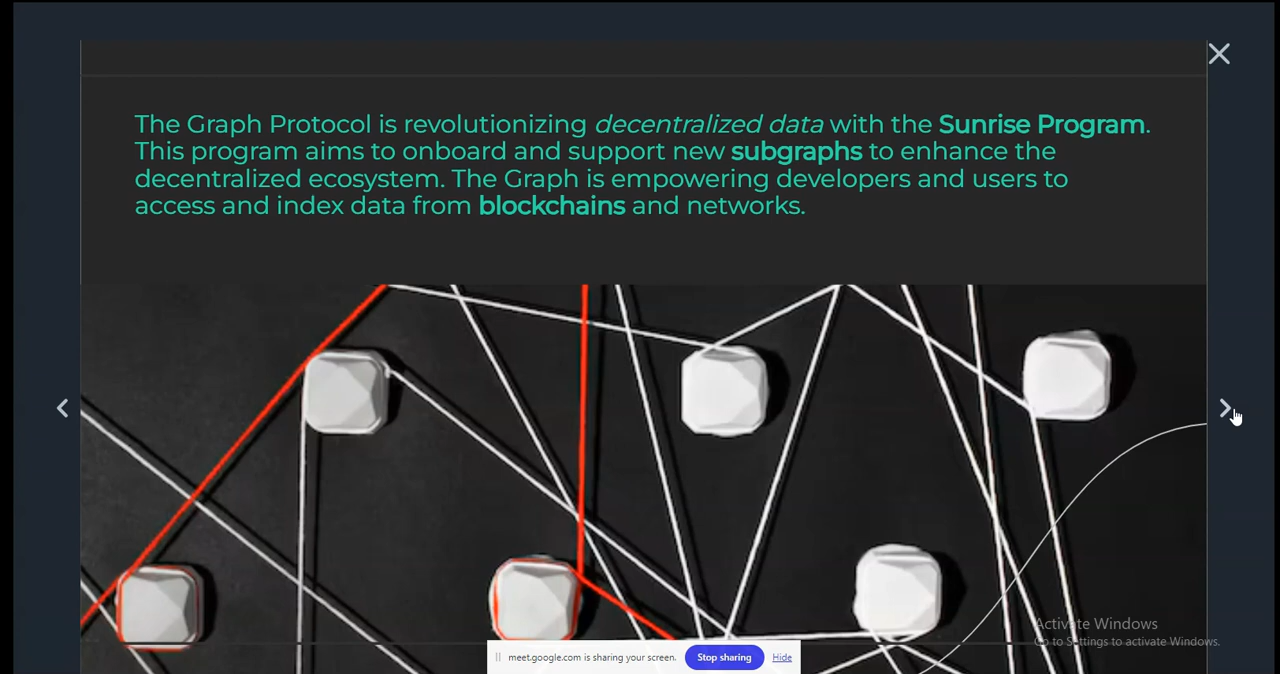 The Graph Protocol is revolutionizing decentralized data with the Sunrise Program.
This program aims to onboard and support new subgraphs to enhance the
decentralized ecosystem. The Graph is empowering developers and users to
access and index data from blockchains and networks.
Activate Windows
Go to Settings to activate Windows.
meet.google.com is sharing your screen.
Stop sharing
Hide